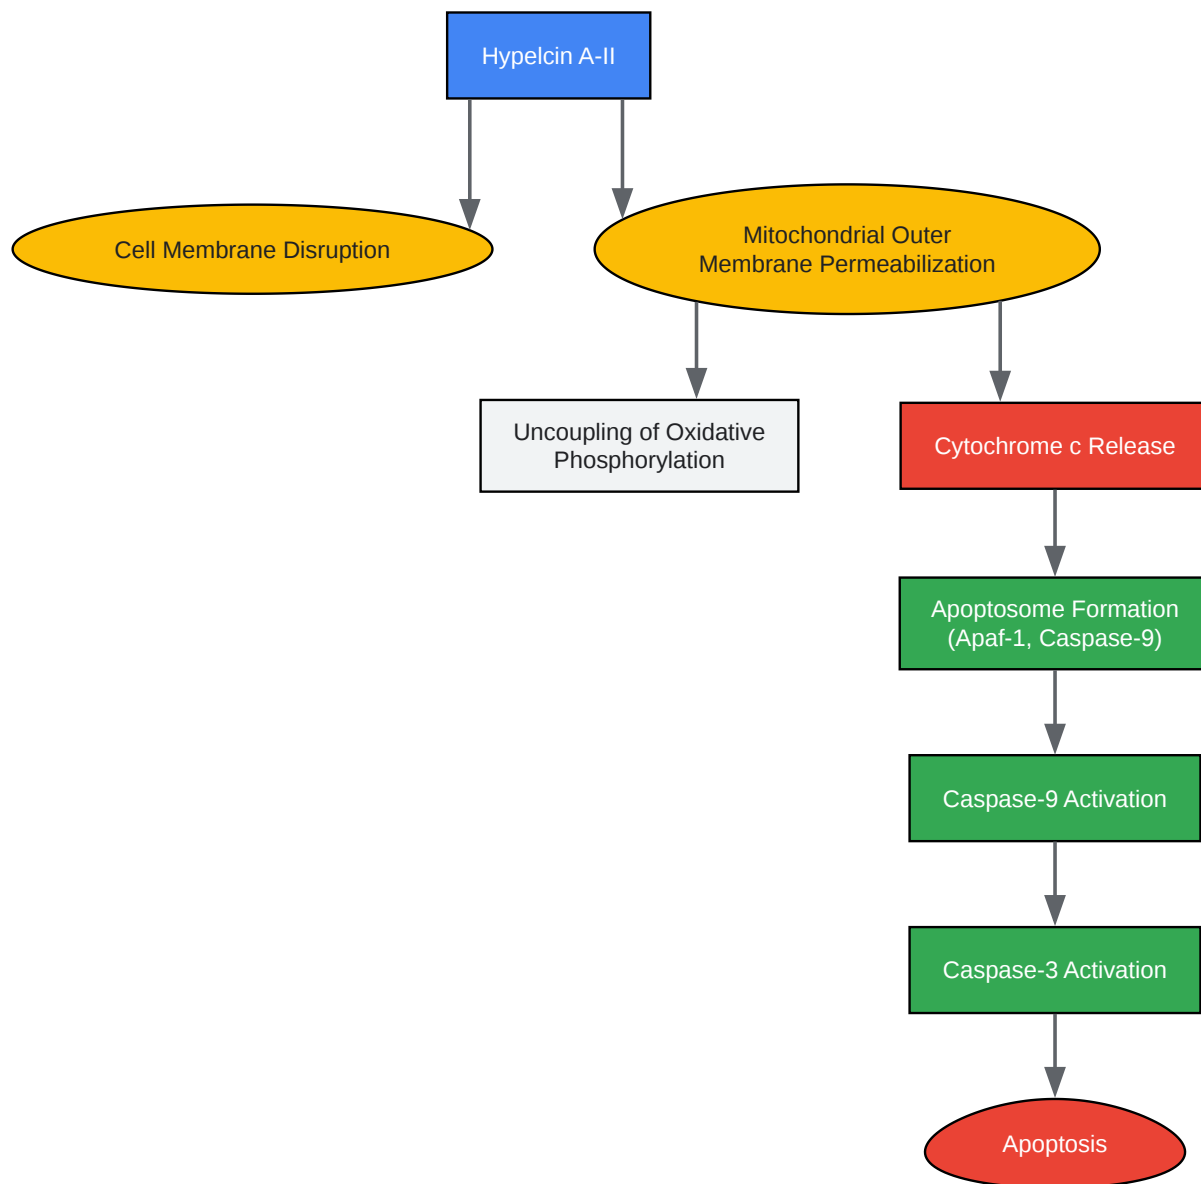 Hypelcin A-II
Cell Membrane Disruption
Mitochondrial Outer
Membrane Permeabilization
Uncoupling of Oxidative
Phosphorylation
Cytochrome c Release
Apoptosome Formation
(Apaf-1, Caspase-9)
Caspase-9 Activation
Caspase-3 Activation
Apoptosis